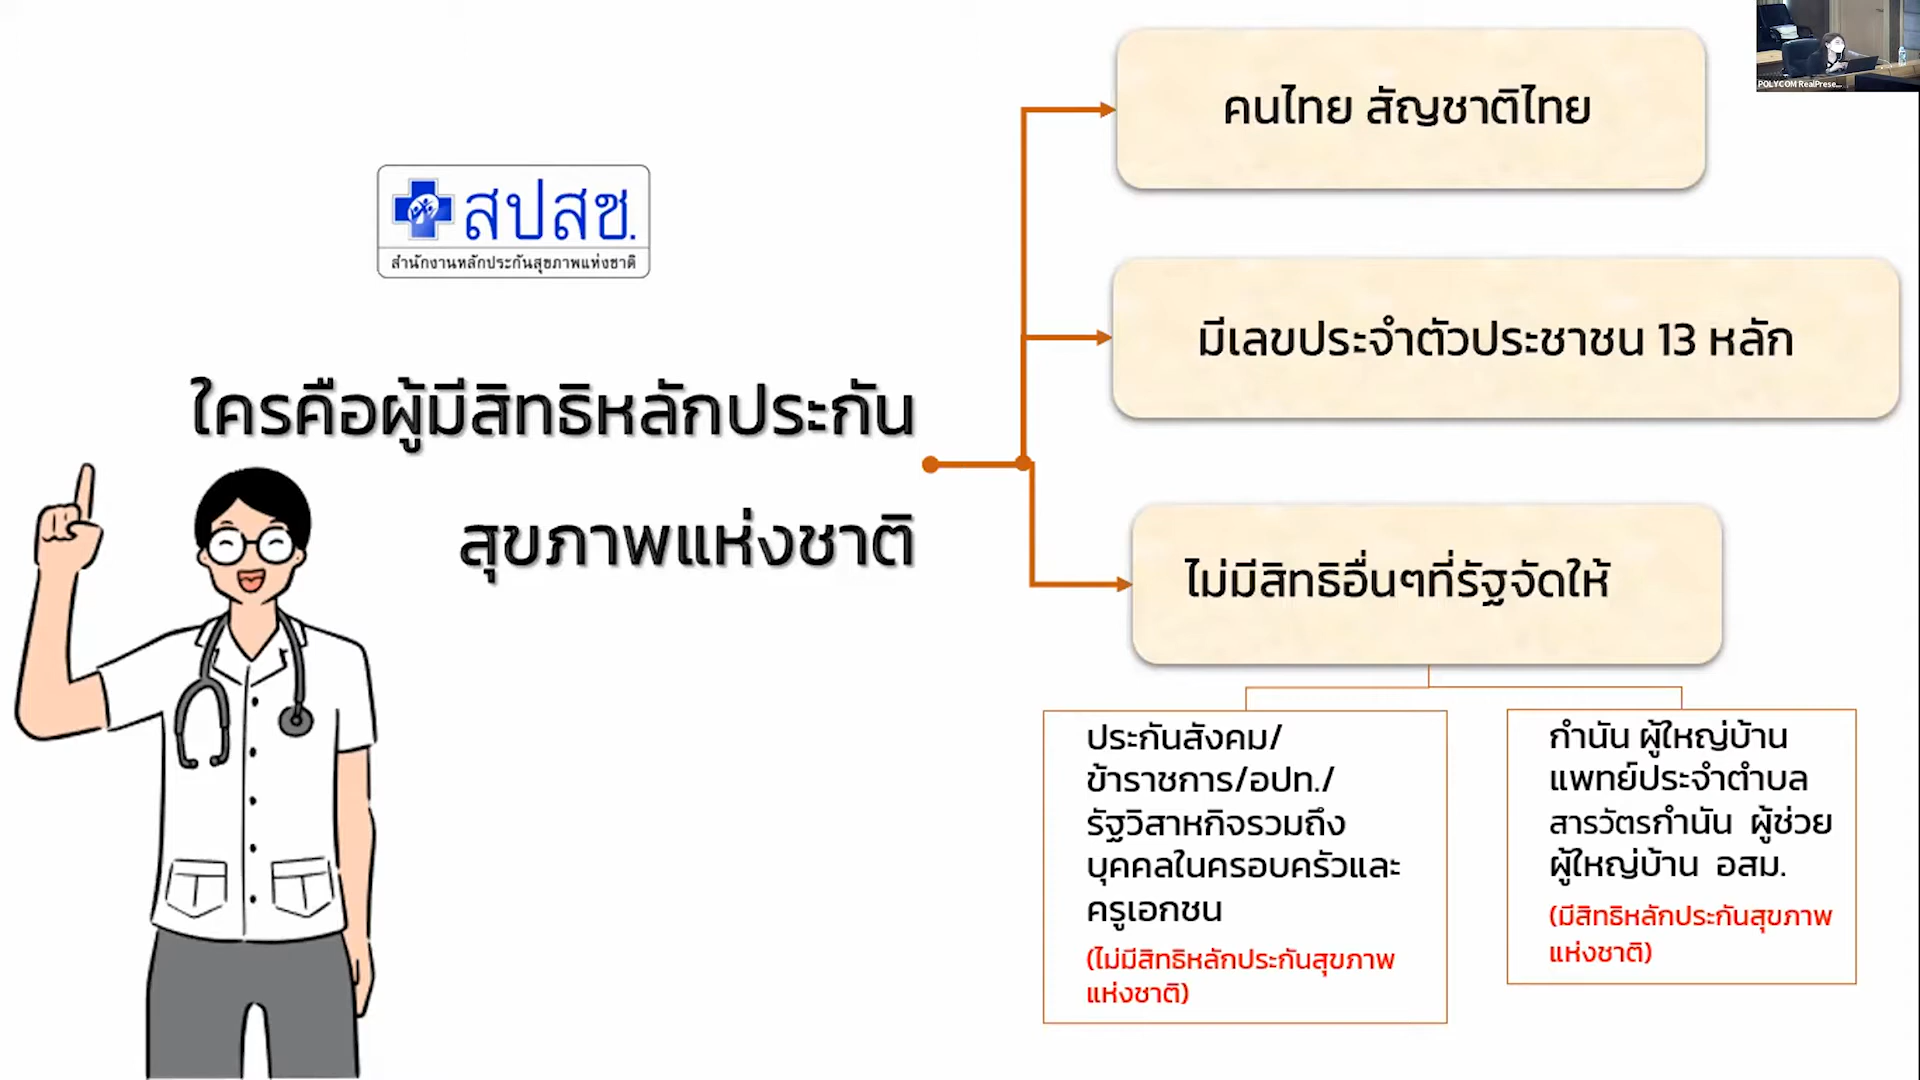 POLYCOM RealPrese...
สปสช.
สำนักงานหลักประกันสุขภาพแห่งชาติ
ใครคือผู้มีสิทธิหลักประกัน
สุขภาพแห่งชาติ
คนไทย สัญชาติไทย
มีเลขประจำตัวประชาชน 13 หลัก
ไม่มีสิทธิอื่นๆที่รัฐจัดให้
ประกันสังคม/
ข้าราชการ/อปท./
รัฐวิสาหกิจรวมถึง
บุคคลในครอบครัวและ
ครูเอกชน
(ไม่มีสิทธิหลักประกันสุขภาพ
แห่งชาติ)
กำนัน ผู้ใหญ่บ้าน
แพทย์ประจำตำบล
สารวัตรกำนัน ผู้ช่วย
ผู้ใหญ่บ้าน อสม.
(มีสิทธิหลักประกันสุขภาพ
แห่งชาติ)